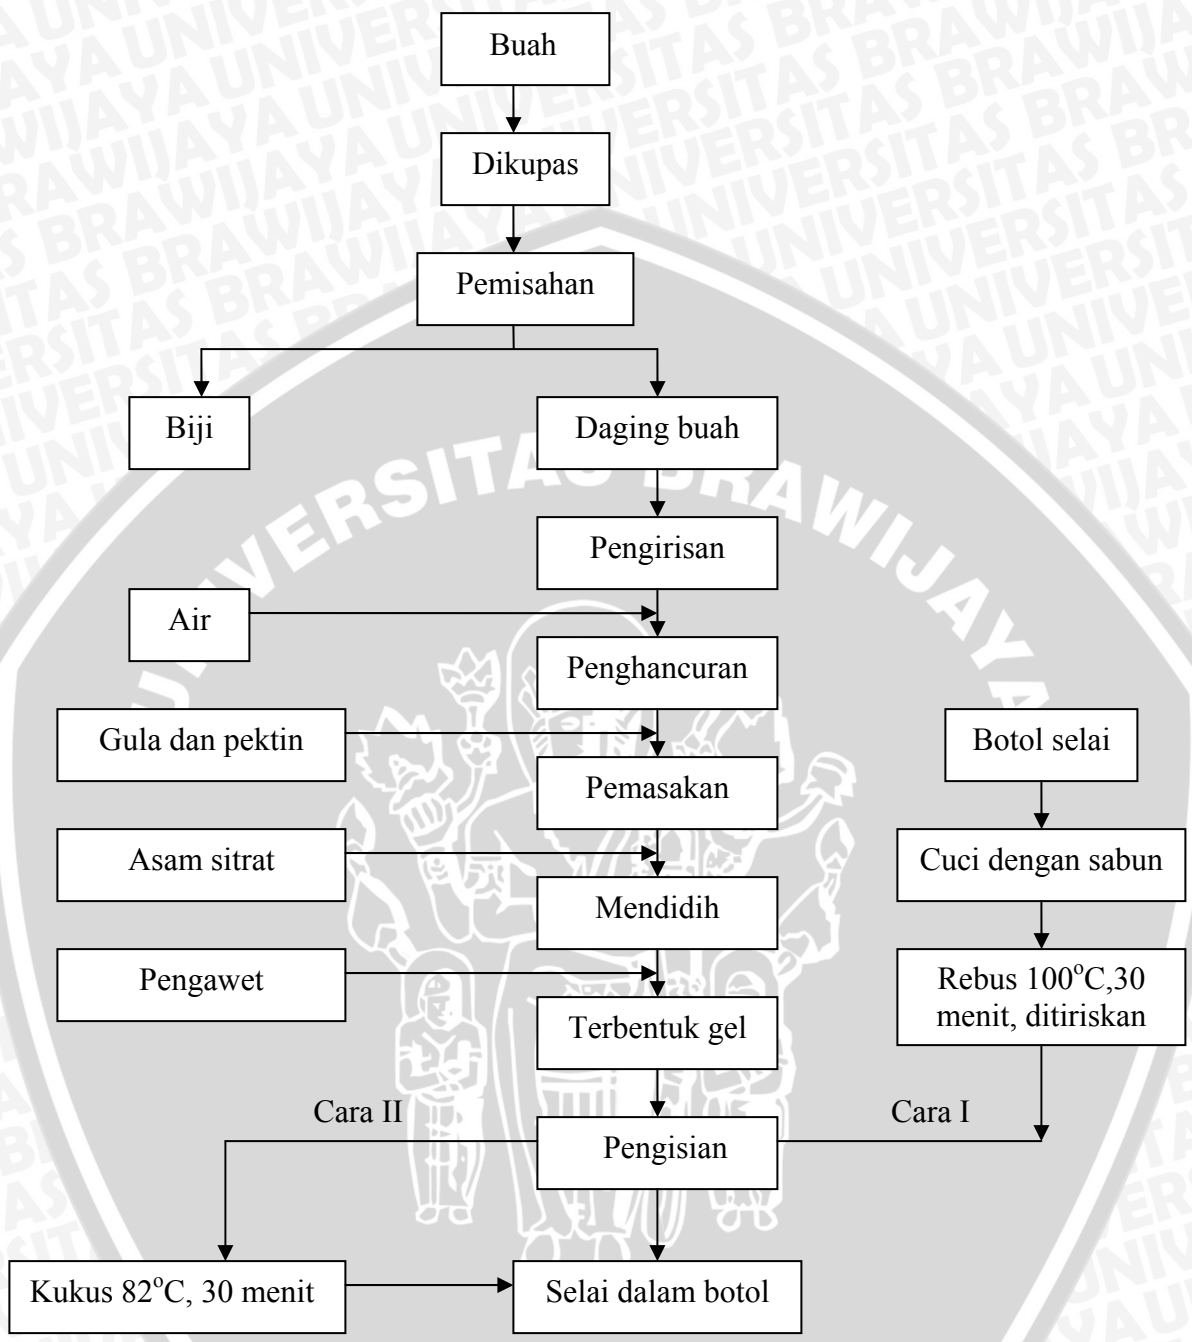 Buah
Dikupas
Pemisahan
Biji
Daging buah
UNIVERSITAS BRAWIJAYA
Pengirisan
Air
Penghancuran
Gula dan pektin
Botol selai
Pemasakan
Asam sitrat
Cuci dengan sabun
Mendidih
Pengawet
Rebus 100°C,30
menit, ditiriskan
Terbentuk gel
Cara II
Cara I
Pengisian
Kukus 82°C, 30 menit
Selai dalam botol